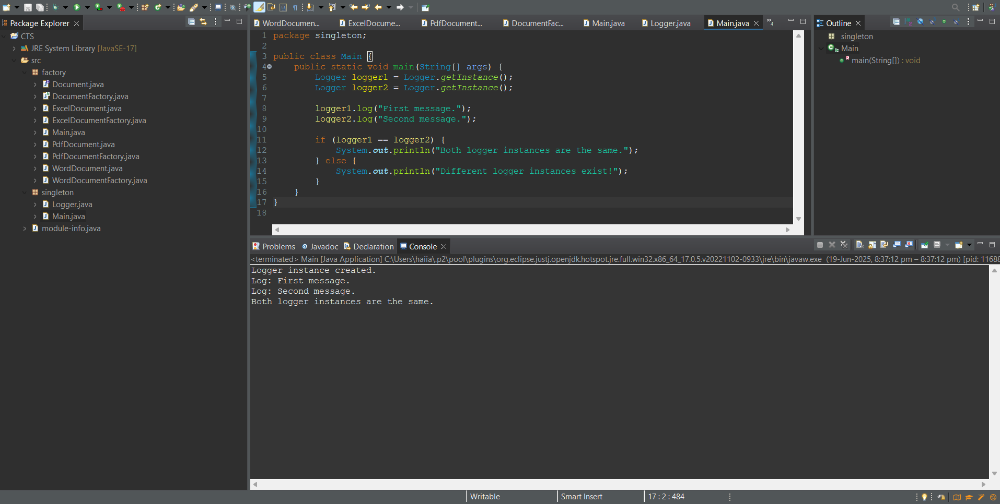 Package Explorer
CTS
JRE System Library [JavaSE-17]
src
factory
Document.java
DocumentFactory.java
ExcelDocument.java
ExcelDocumentFactory.java
Main.java
PdfDocument.java
PdfDocumentFactory.java
WordDocument.java
WordDocumentFactory.java
singleton
Logger.java
Main.java
module-info.java
WordDocumen... ExcelDocume... PdfDocument... DocumentFac... Main.java Logger.java Main.java »4
1 package singleton;
2
3 public class Main {
4 public static void main(String[] args) {
5 Logger logger1 = Logger.getInstance();
6 Logger logger2 = Logger.getInstance();
7
8 logger1.log("First message.");
9 logger2.log("Second message.");
10
11 if (logger1 == logger2) {
12 System.out.println("Both logger instances are the same.");
13 } else {
14 System.out.println("Different logger instances exist!");
15 }
16 }
17 }
18
Outline
singleton
Main
main(String[]) : void
Problems Javadoc Declaration Console
<terminated> Main [Java Application] C:\Users\haiia\.p2\pool\plugins\org.eclipse.justj.openjdk.hotspot.jre.full.win32.x86_64_17.0.5.v20221102-0933\jre\bin\javaw.exe (19-Jun-2025, 8:37:12 pm – 8:37:12 pm) [pid: 11688
Logger instance created.
Log: First message.
Log: Second message.
Both logger instances are the same.
Writable Smart Insert 17 : 2 : 484